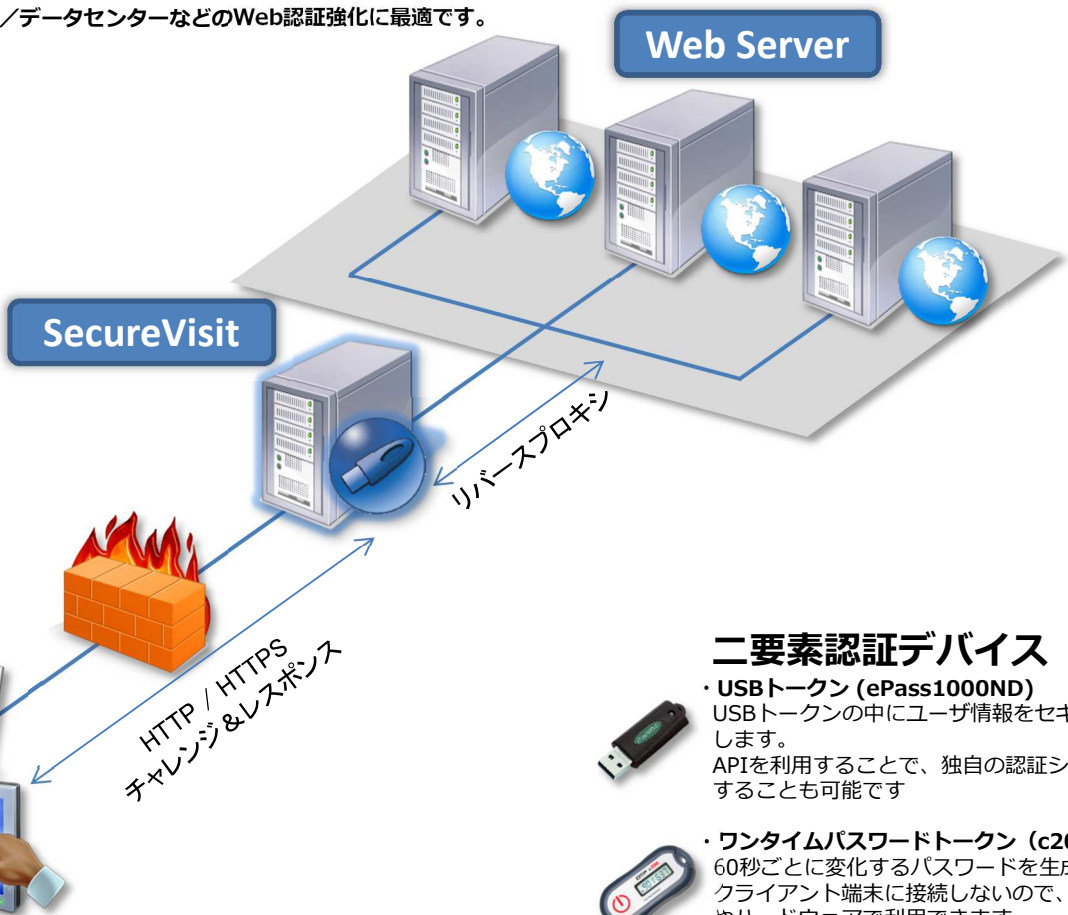 ／データセンターなどのWeb認証強化に最適です。
Web Server
SecureVisit
リバースプロキシ
HTTP / HTTPS
チャレンジ&レスポンス
二要素認証デバイス
・USBトークン (ePass1000ND)
USBトークンの中にユーザ情報をセキ
します。
APIを利用することで、独自の認証シ
することも可能です
・ワンタイムパスワードトークン（c20
60秒ごとに変化するパスワードを生成
クライアント端末に接続しないので、